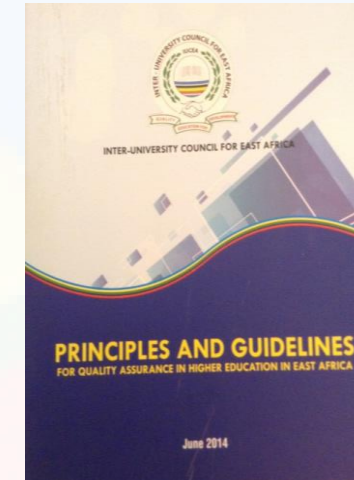 INTER-UNIVERSITY COUNCIL FOR EAST AFRICA
IUCEA
INTER-UNIVERSITY COUNCIL FOR EAST AFRICA
PRINCIPLES AND GUIDELINES
FOR QUALITY ASSURANCE IN HIGHER EDUCATION IN EAST AFRICA
June 2014